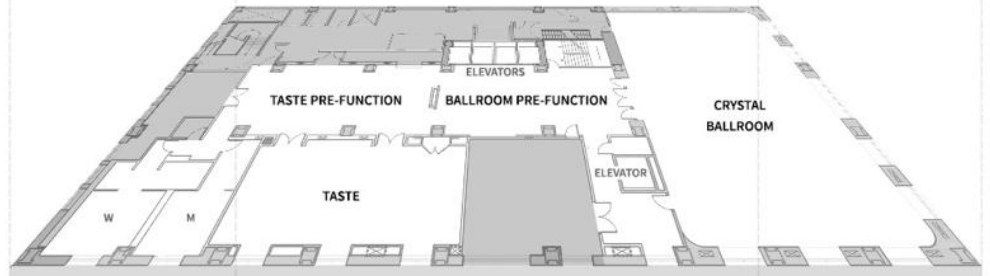 ELEVATORS
TASTE PRE-FUNCTION
BALLROOM PRE-FUNCTION
CRYSTAL
BALLROOM
ELEVATOR
TASTE
W
M